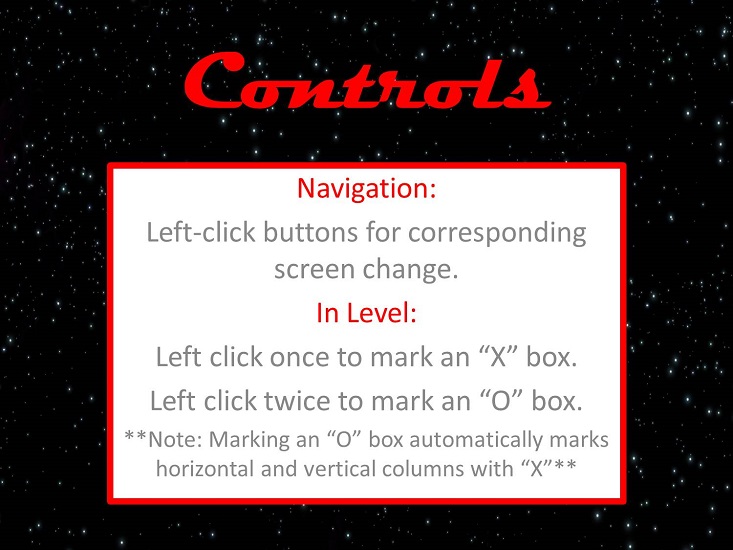 Controls
Navigation:
Left-click buttons for corresponding
screen change.
In Level:
Left click once to mark an “X” box.
Left click twice to mark an “O” box.
**Note: Marking an “O” box automatically marks
horizontal and vertical columns with “X”**